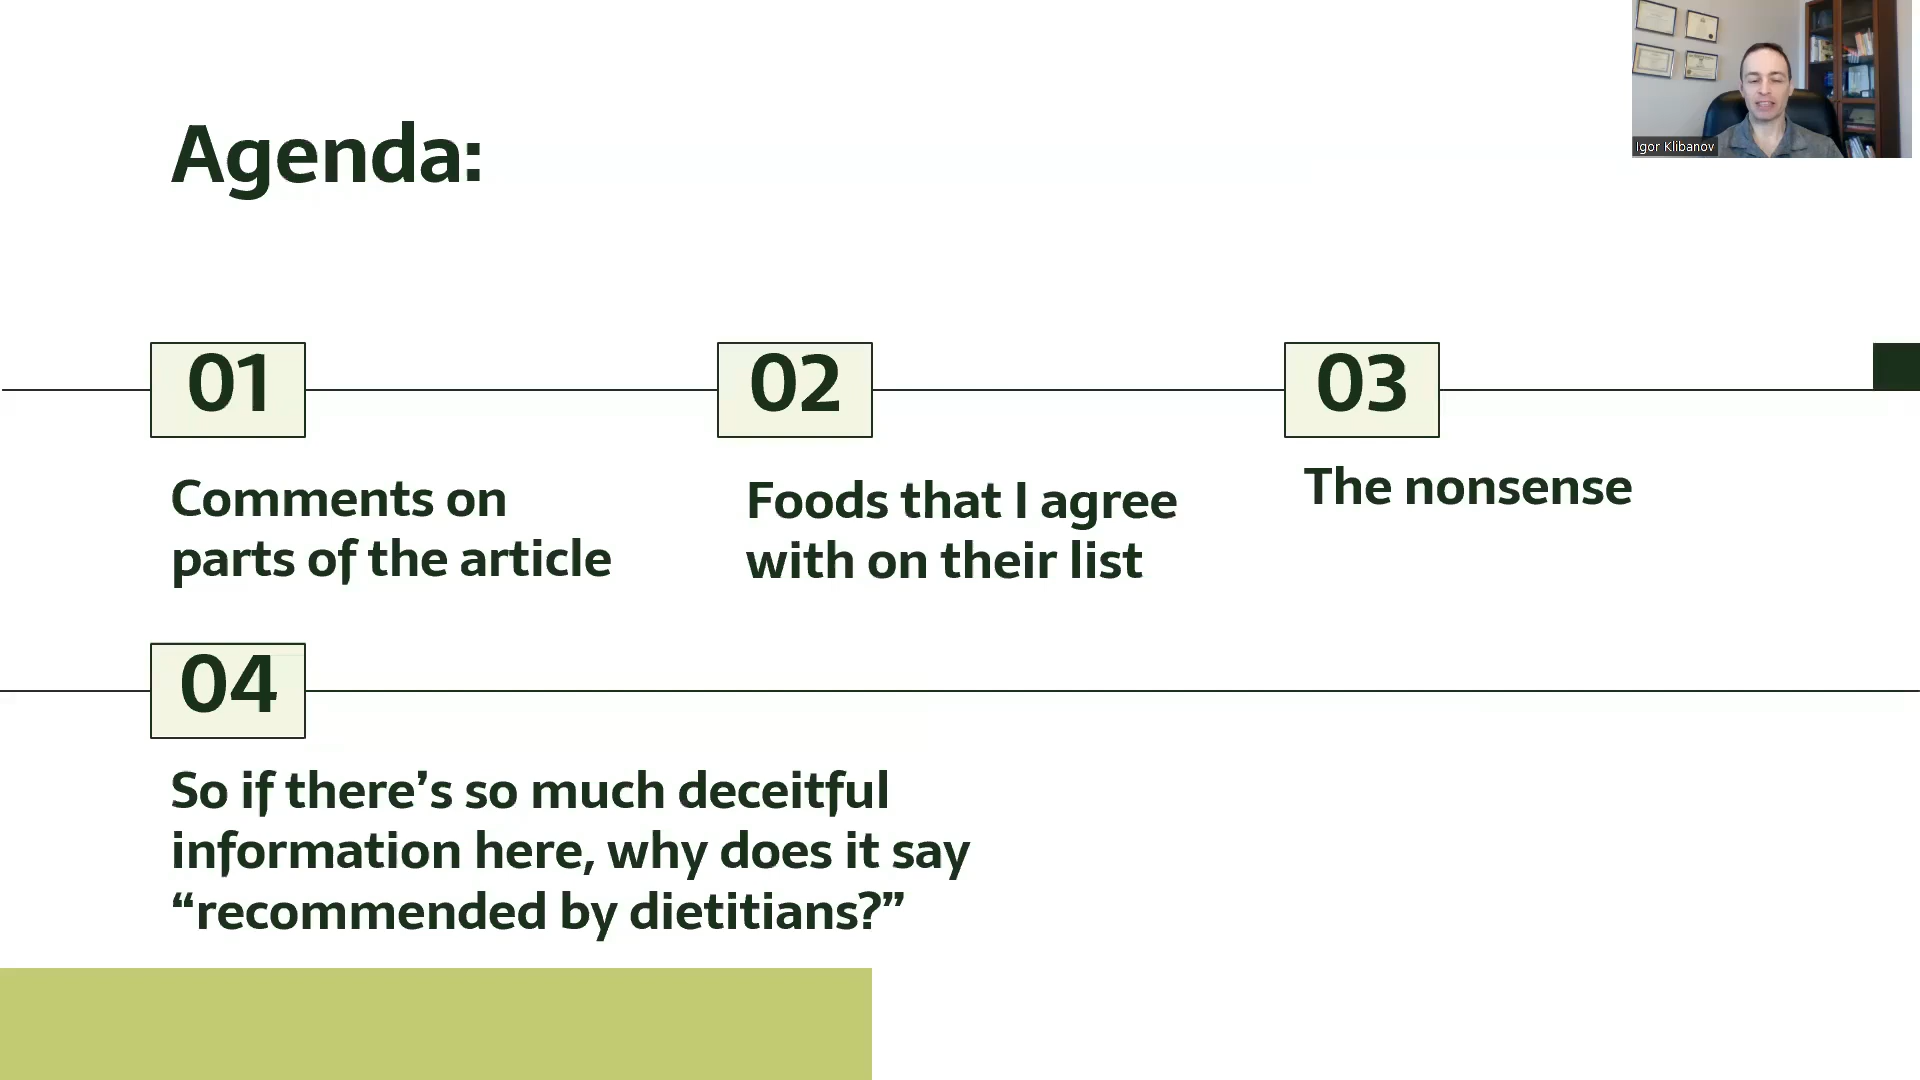 Agenda:
Igor Klibanov
01
02
03
Comments on
parts of the article
Foods that I agree
with on their list
The nonsense
04
So if there’s so much deceitful
information here, why does it say
“recommended by dietitians?”